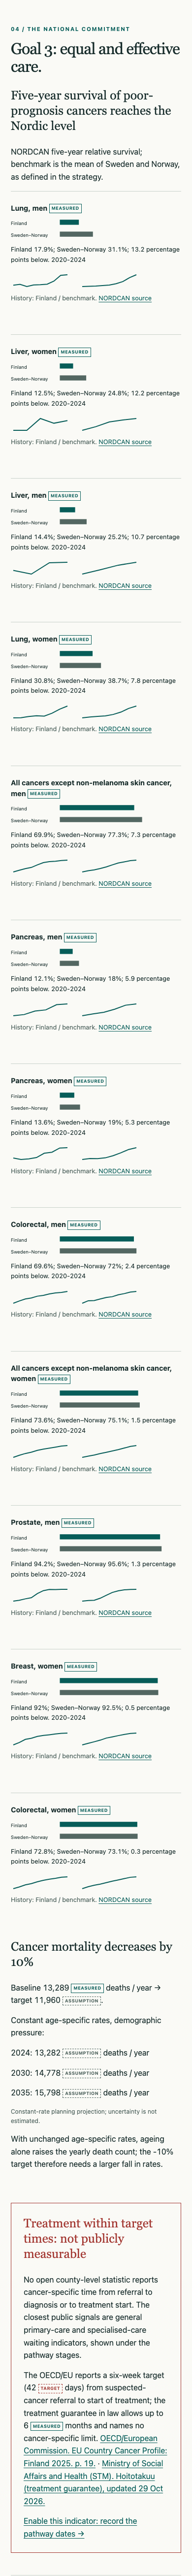 04 / THE NATIONAL COMMITMENT
Goal 3: equal and effective
care.
Five-year survival of poor-
prognosis cancers reaches the
Nordic level
NORDCAN five-year relative survival;
benchmark is the mean of Sweden and Norway,
as defined in the strategy.
Lung, men MEASURED
Finland
Sweden–Norway
Finland 17.9%; Sweden–Norway 31.1%; 13.2 percentage
points below. 2020-2024
History: Finland / benchmark. NORDCAN source
Liver, women MEASURED
Finland
Sweden–Norway
Finland 12.5%; Sweden–Norway 24.8%; 12.2 percentage
points below. 2020-2024
History: Finland / benchmark. NORDCAN source
Liver, men MEASURED
Finland
Sweden–Norway
Finland 14.4%; Sweden–Norway 25.2%; 10.7 percentage
points below. 2020-2024
History: Finland / benchmark. NORDCAN source
Lung, women MEASURED
Finland
Sweden–Norway
Finland 30.8%; Sweden–Norway 38.7%; 7.8 percentage
points below. 2020-2024
History: Finland / benchmark. NORDCAN source
All cancers except non-melanoma skin cancer,
men MEASURED
Finland
Sweden–Norway
Finland 69.9%; Sweden–Norway 77.3%; 7.3 percentage
points below. 2020-2024
History: Finland / benchmark. NORDCAN source
Pancreas, men MEASURED
Finland
Sweden–Norway
Finland 12.1%; Sweden–Norway 18%; 5.9 percentage
points below. 2020-2024
History: Finland / benchmark. NORDCAN source
Pancreas, women MEASURED
Finland
Sweden–Norway
Finland 13.6%; Sweden–Norway 19%; 5.3 percentage
points below. 2020-2024
History: Finland / benchmark. NORDCAN source
Colorectal, men MEASURED
Finland
Sweden–Norway
Finland 69.6%; Sweden–Norway 72%; 2.4 percentage
points below. 2020-2024
History: Finland / benchmark. NORDCAN source
All cancers except non-melanoma skin cancer,
women MEASURED
Finland
Sweden–Norway
Finland 73.6%; Sweden–Norway 75.1%; 1.5 percentage
points below. 2020-2024
History: Finland / benchmark. NORDCAN source
Prostate, men MEASURED
Finland
Sweden–Norway
Finland 94.2%; Sweden–Norway 95.6%; 1.3 percentage
points below. 2020-2024
History: Finland / benchmark. NORDCAN source
Breast, women MEASURED
Finland
Sweden–Norway
Finland 92%; Sweden–Norway 92.5%; 0.5 percentage
points below. 2020-2024
History: Finland / benchmark. NORDCAN source
Colorectal, women MEASURED
Finland
Sweden–Norway
Finland 72.8%; Sweden–Norway 73.1%; 0.3 percentage
points below. 2020-2024
History: Finland / benchmark. NORDCAN source
Cancer mortality decreases by
10%
Baseline 13,289 MEASURED deaths / year →
target 11,960 ASSUMPTION.
Constant age-specific rates, demographic
pressure:
2024: 13,282 ASSUMPTION deaths / year
2030: 14,778 ASSUMPTION deaths / year
2035: 15,798 ASSUMPTION deaths / year
Constant-rate planning projection; uncertainty is not
estimated.
With unchanged age-specific rates, ageing
alone raises the yearly death count; the -10%
target therefore needs a larger fall in rates.
Treatment within target
times: not publicly
measurable
No open county-level statistic reports
cancer-specific time from referral to
diagnosis or to treatment start. The
closest public signals are general
primary-care and specialised-care
waiting indicators, shown under the
pathway stages.
The OECD/EU reports a six-week target
(42 TARGET days) from suspected-
cancer referral to start of treatment; the
treatment guarantee in law allows up to
6 MEASURED months and names no
cancer-specific limit. OECD/European
Commission. EU Country Cancer Profile:
Finland 2025. p. 19. · Ministry of Social
Affairs and Health (STM). Hoitotakuu
(treatment guarantee), updated 29 Oct
2026.
Enable this indicator: record the
pathway dates →